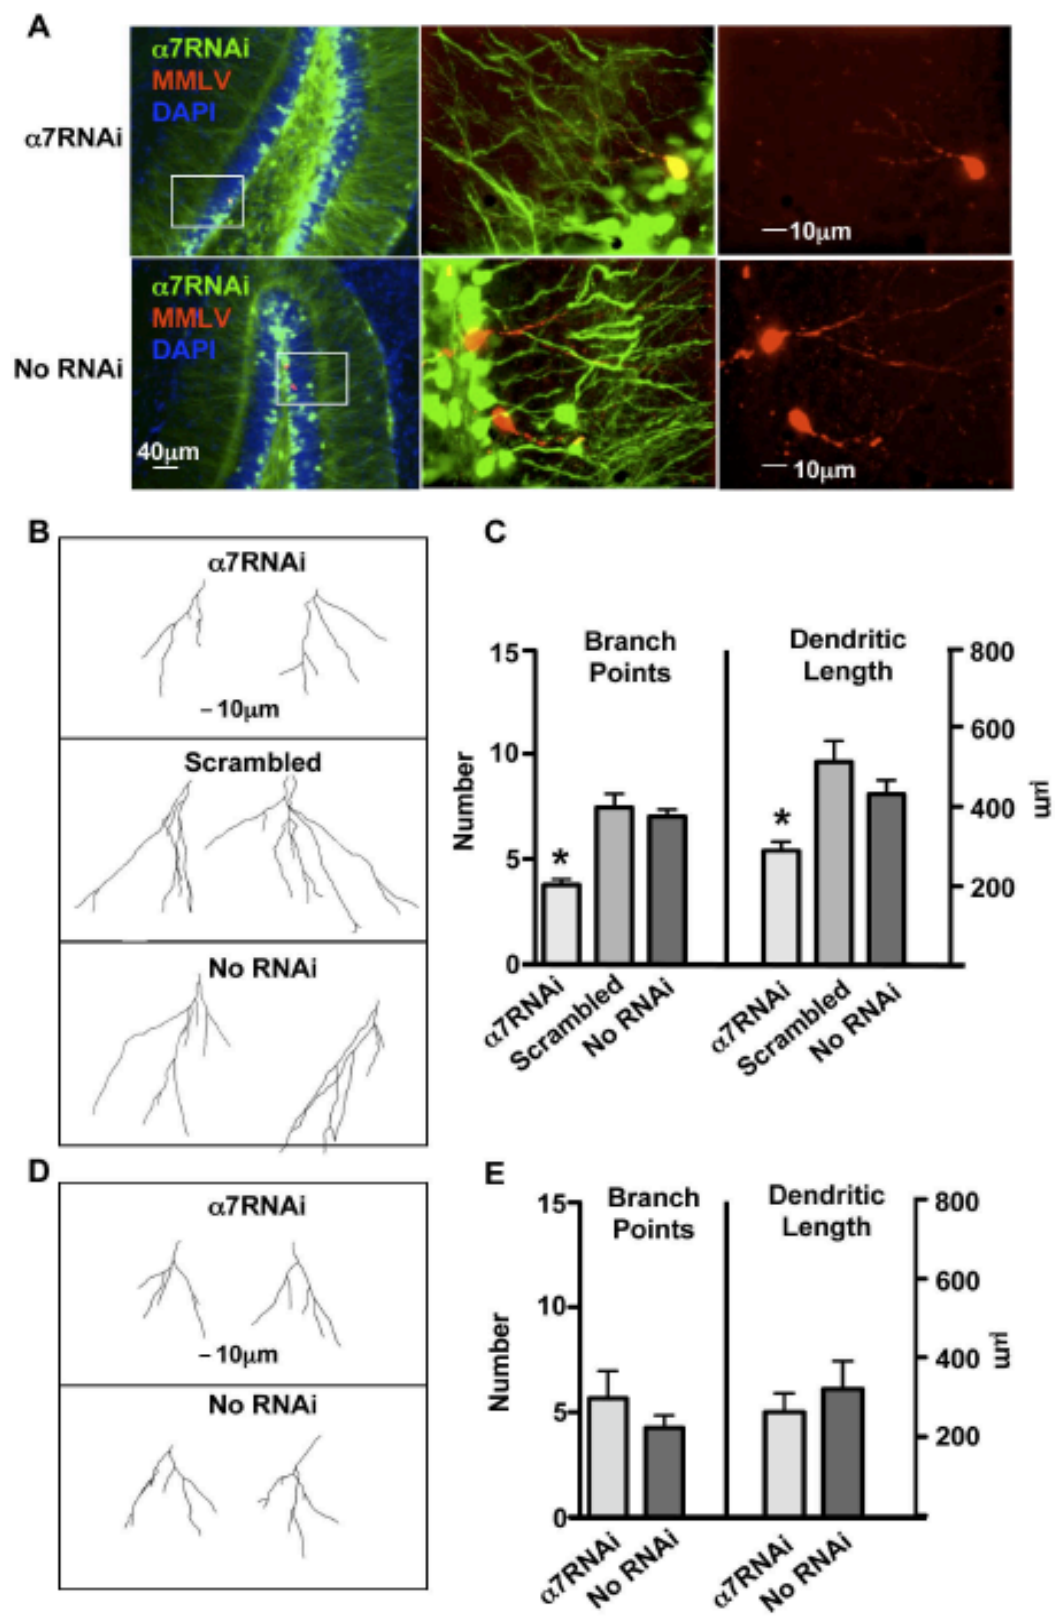 A
α7RNAi
MMLV
DAPI
α7RNAi
10μm
α7RNAi
MMLV
DAPI
No RNAi
40μm
10μm
B
α7RNAi
10μm
Scrambled
No RNAi
C
Branch
Points
Dendritic
Length
15
10
5
0
Number
*
*
800
600
400
200
μm
α7RNAi
Scrambled
No RNAi
α7RNAi
Scrambled
No RNAi
D
α7RNAi
10μm
No RNAi
E
Branch
Points
Dendritic
Length
15
10
5
0
Number
800
600
400
200
μm
α7RNAi
No RNAi
α7RNAi
No RNAi